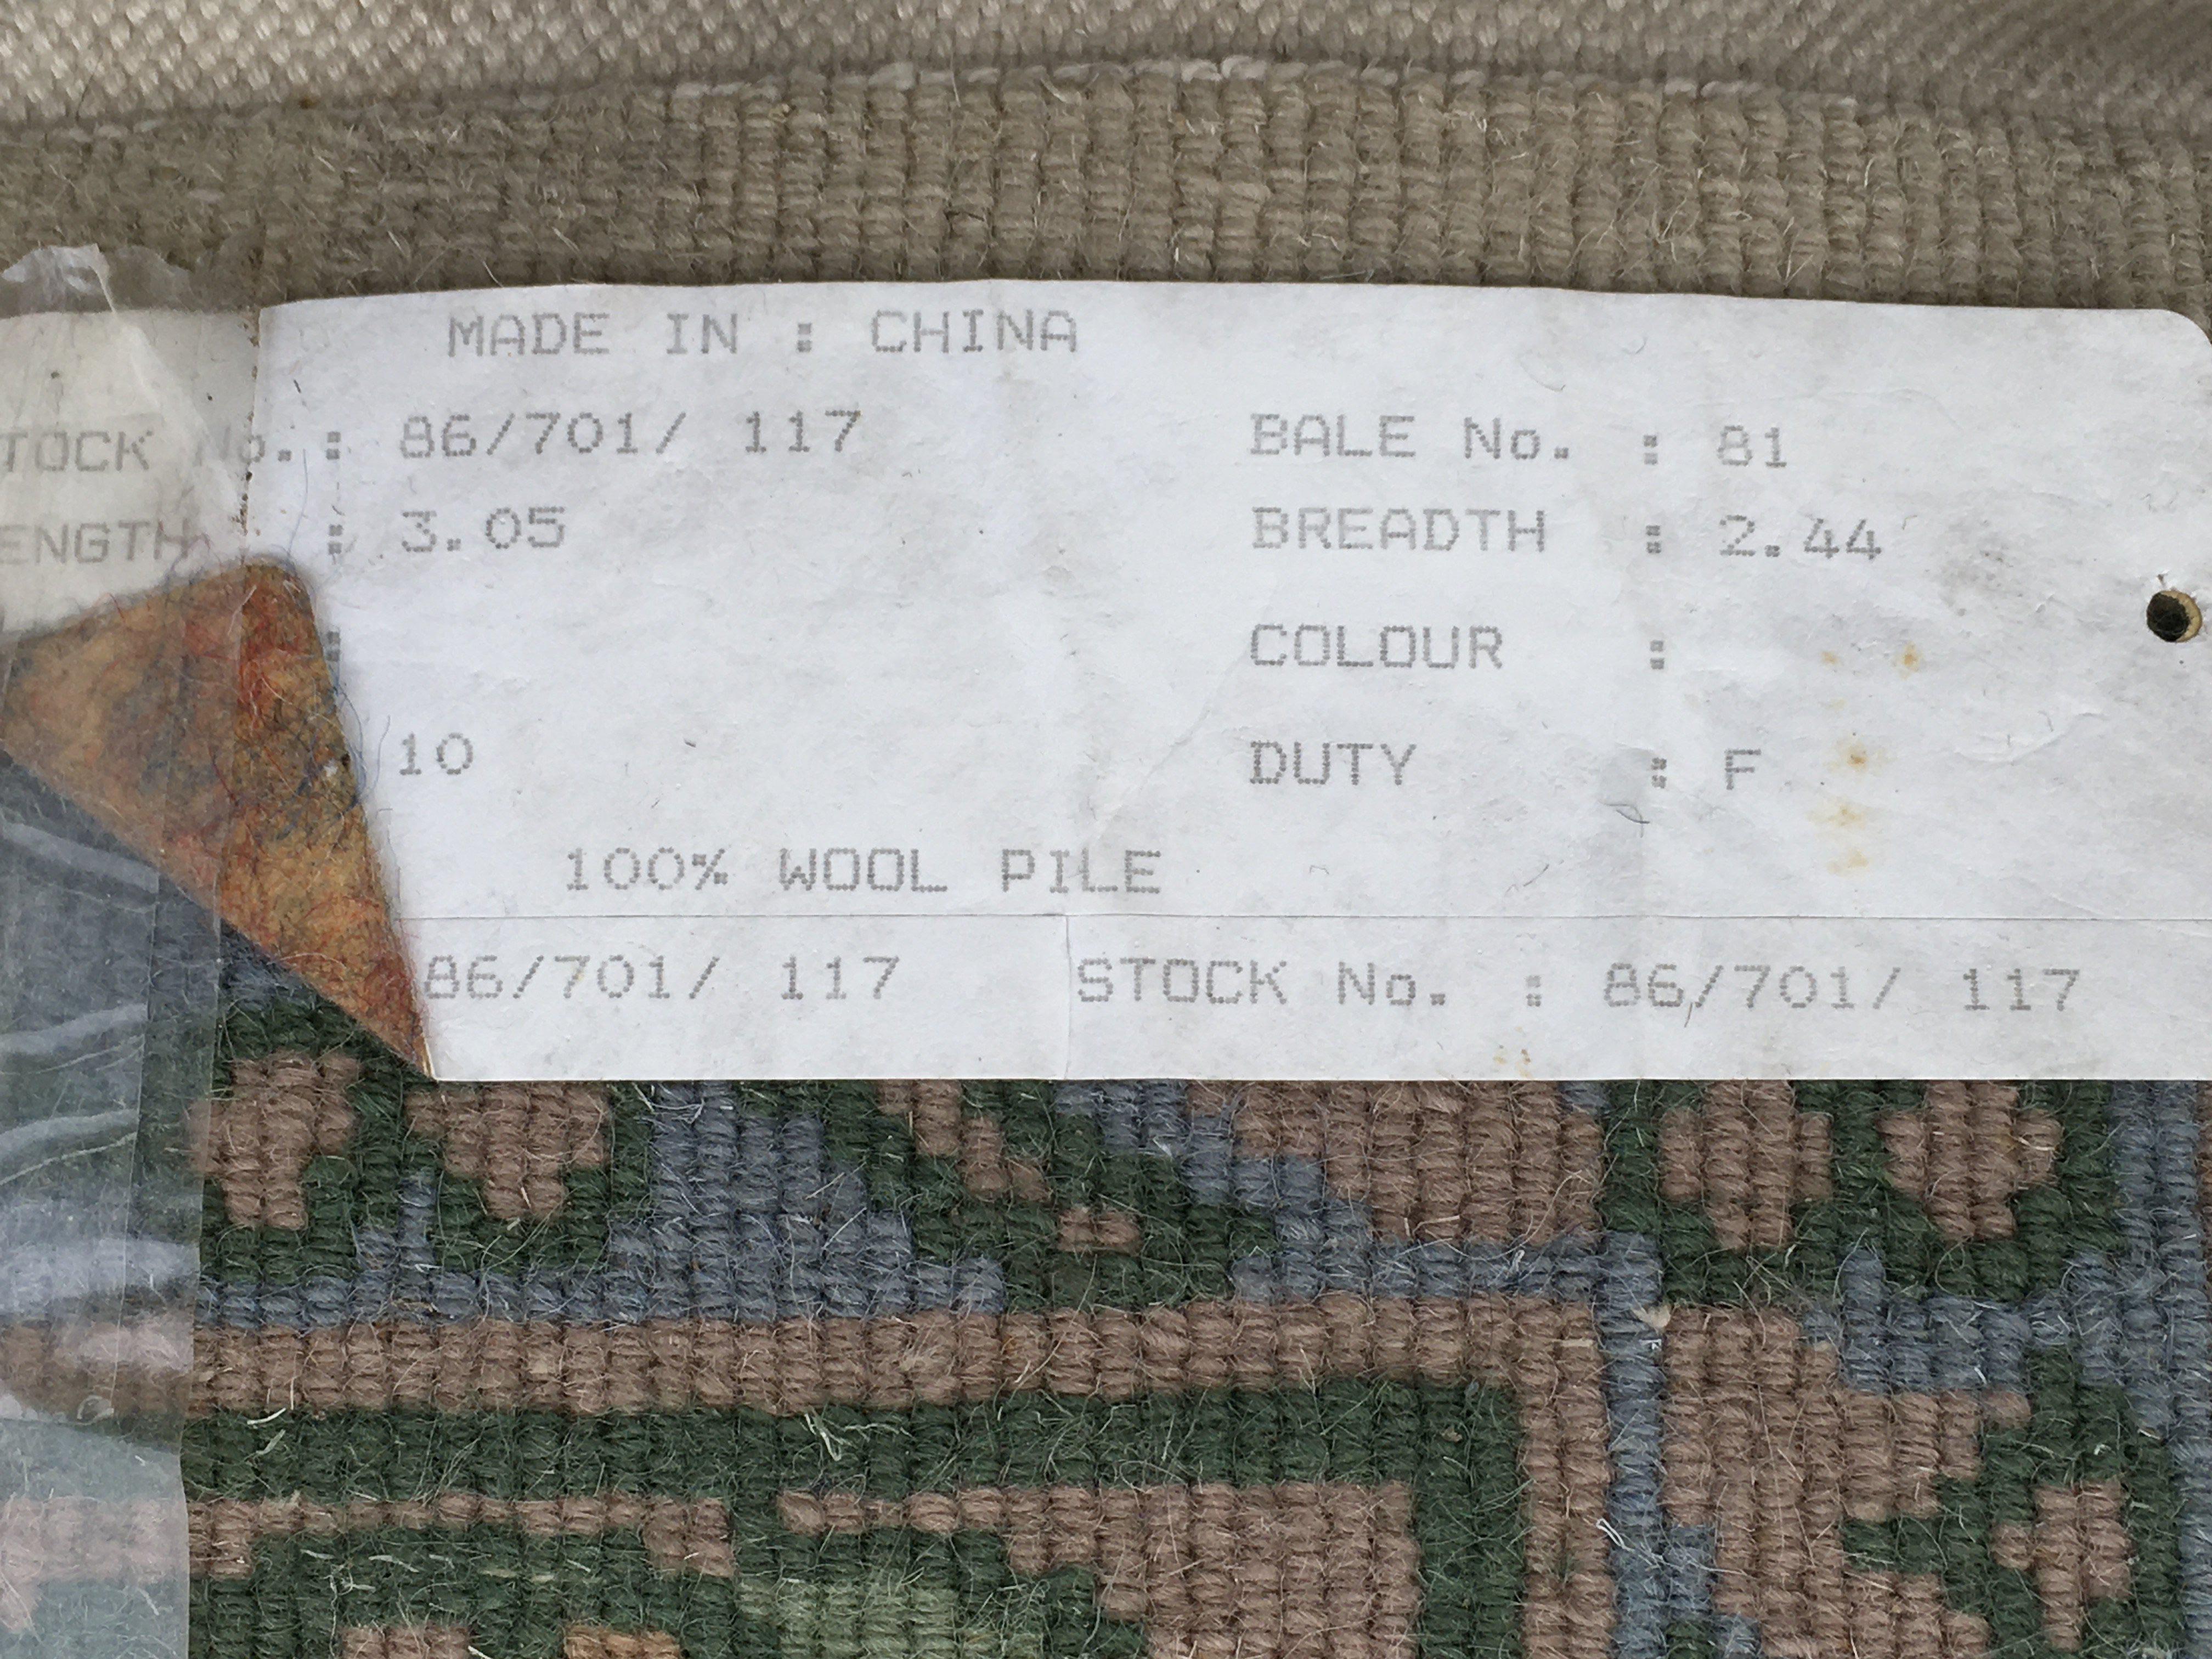 MADE IN : CHINA
TOCK No. : 86/701/ 117 BALE No. : 81
ENGTH : 3.05 BREADTH : 2.44
: COLOUR :
10 DUTY : F
100% WOOL PILE
86/701/ 117 STOCK No. : 86/701/ 117